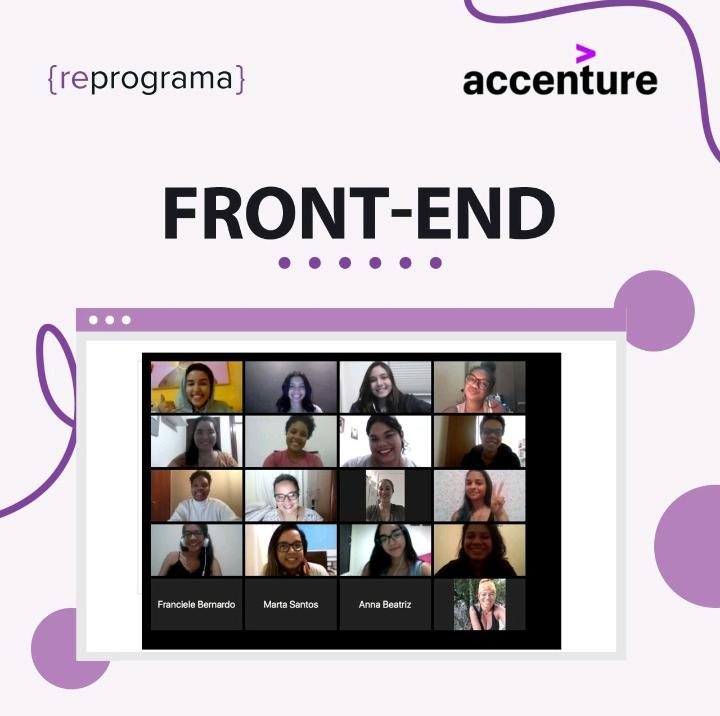 {reprograma}
>
accenture
FRONT-END
Franciele Bernardo
Marta Santos
Anna Beatriz